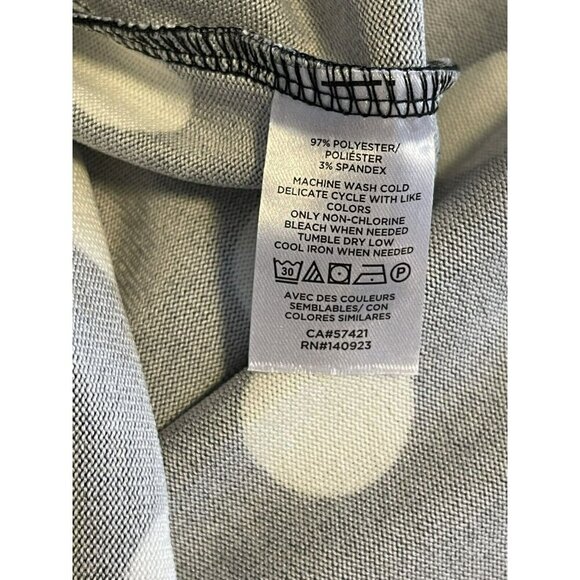 97% POLYESTER/
POLIÉSTER
3% SPANDEX
MACHINE WASH COLD
DELICATE CYCLE WITH LIKE
COLORS
ONLY NON-CHLORINE
BLEACH WHEN NEEDED
TUMBLE DRY LOW
COOL IRON WHEN NEEDED
30 P
AVEC DES COULEURS
SEMBLABLES/ CON
COLORES SIMILARES
CA#57421
RN#140923